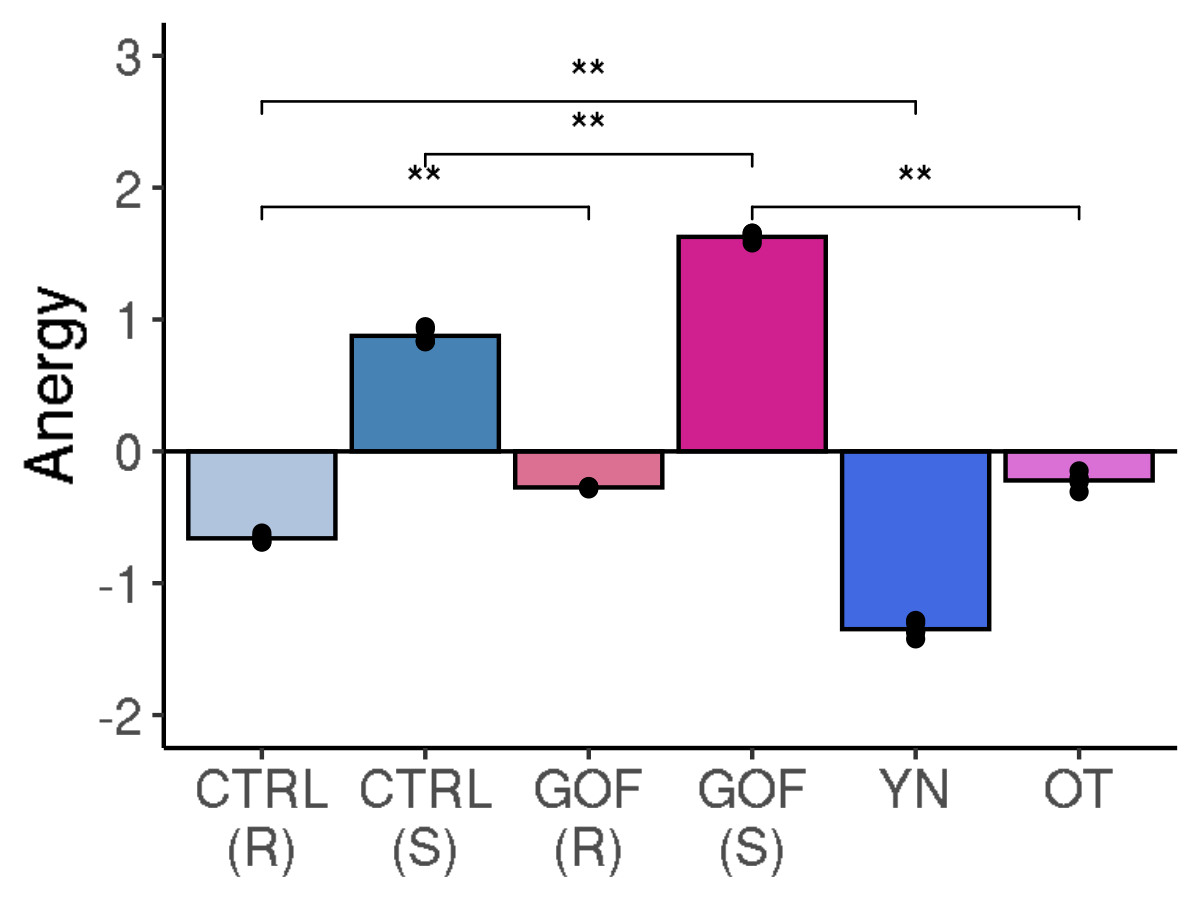 3
**
**
2
**
**
1
Anergy
0
-1
-2
CTRL (R)
CTRL (S)
GOF (R)
GOF (S)
YN
OT